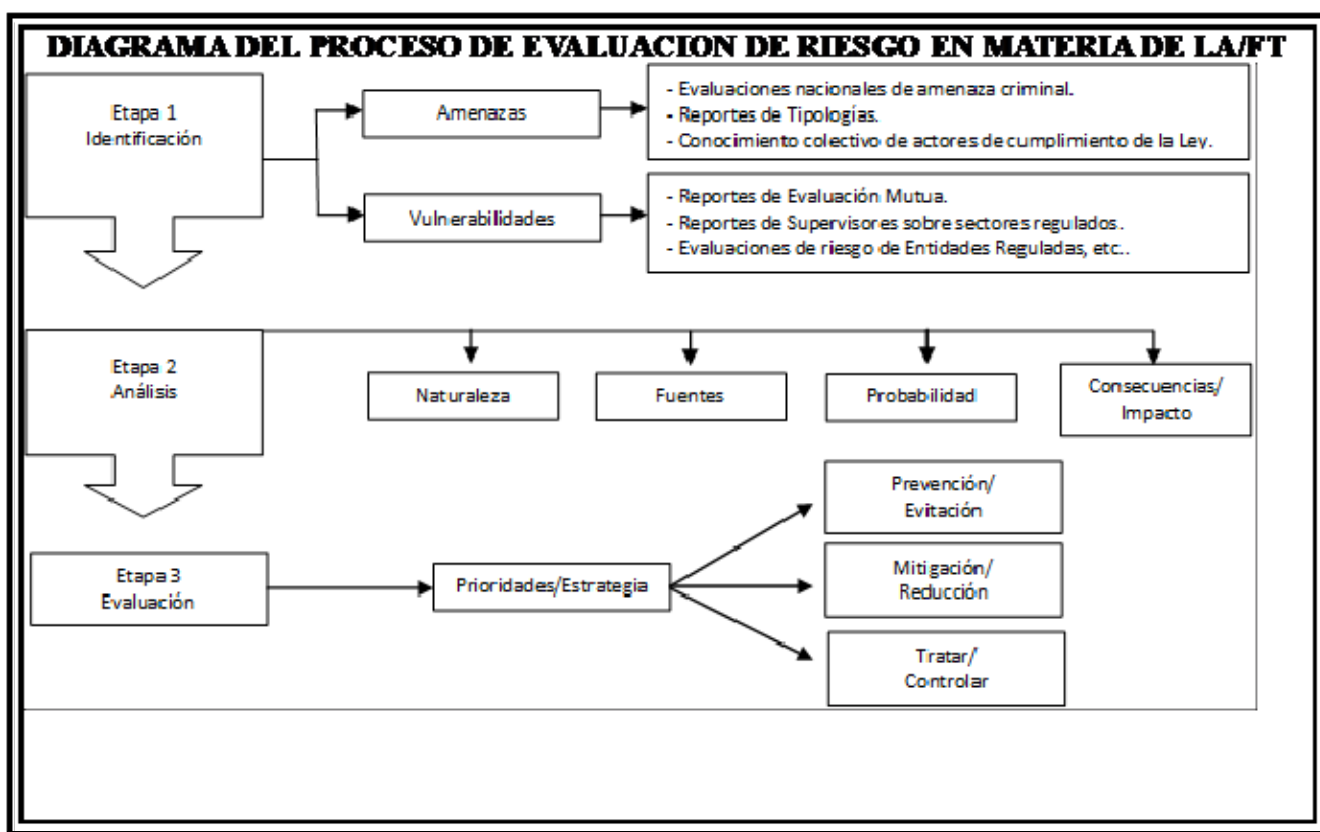 DIAGRAMA DEL PROCESO DE EVALUACION DE RIESGO EN MATERIA DE LA/FT
Etapa 1
Identificación
Amenazas
- Evaluaciones nacionales de amenaza criminal.
- Reportes de Tipologías.
- Conocimiento colectivo de actores de cumplimiento de la Ley.
Vulnerabilidades
- Reportes de Evaluación Mutua.
- Reportes de Supervisores sobre sectores regulados.
- Evaluaciones de riesgo de Entidades Reguladas, etc..
Etapa 2
Análisis
Naturaleza
Fuentes
Probabilidad
Consecuencias/
Impacto
Etapa 3
Evaluación
Prioridades/Estrategia
Prevención/
Evitación
Mitigación/
Reducción
Tratar/
Controlar